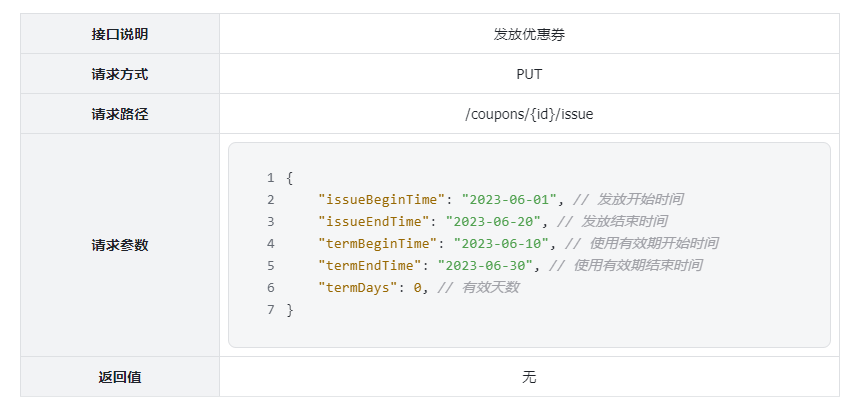 接口说明 发放优惠券
请求方式 PUT
请求路径 /coupons/{id}/issue
请求参数
1 {
2 "issueBeginTime": "2023-06-01", // 发放开始时间
3 "issueEndTime": "2023-06-20", // 发放结束时间
4 "termBeginTime": "2023-06-10", // 使用有效期开始时间
5 "termEndTime": "2023-06-30", // 使用有效期结束时间
6 "termDays": 0, // 有效天数
7 }
返回值 无